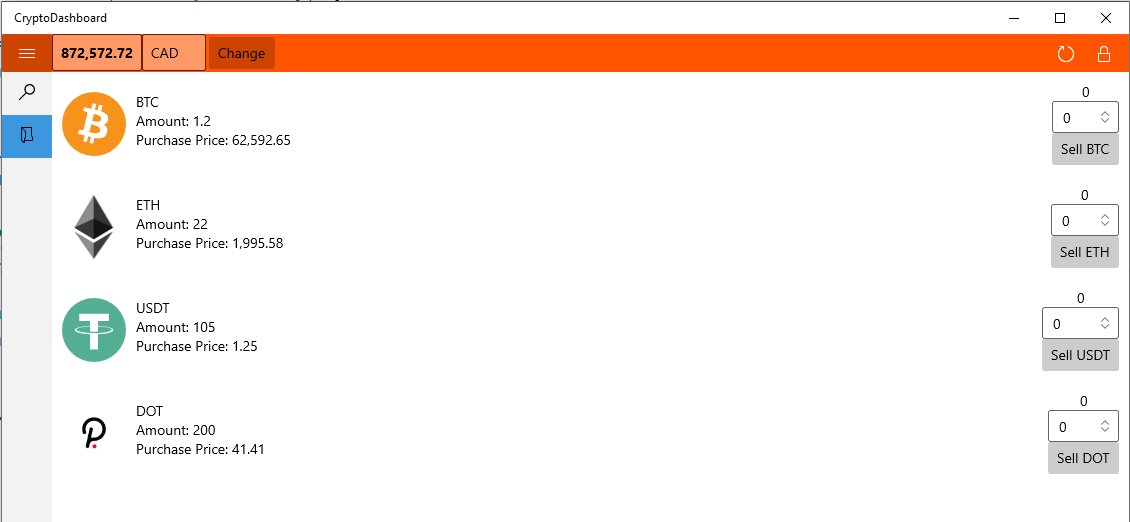 CryptoDashboard
872,572.72 CAD Change
BTC
Amount: 1.2
Purchase Price: 62,592.65
0
0
Sell BTC
ETH
Amount: 22
Purchase Price: 1,995.58
0
0
Sell ETH
USDT
Amount: 105
Purchase Price: 1.25
0
0
Sell USDT
DOT
Amount: 200
Purchase Price: 41.41
0
0
Sell DOT